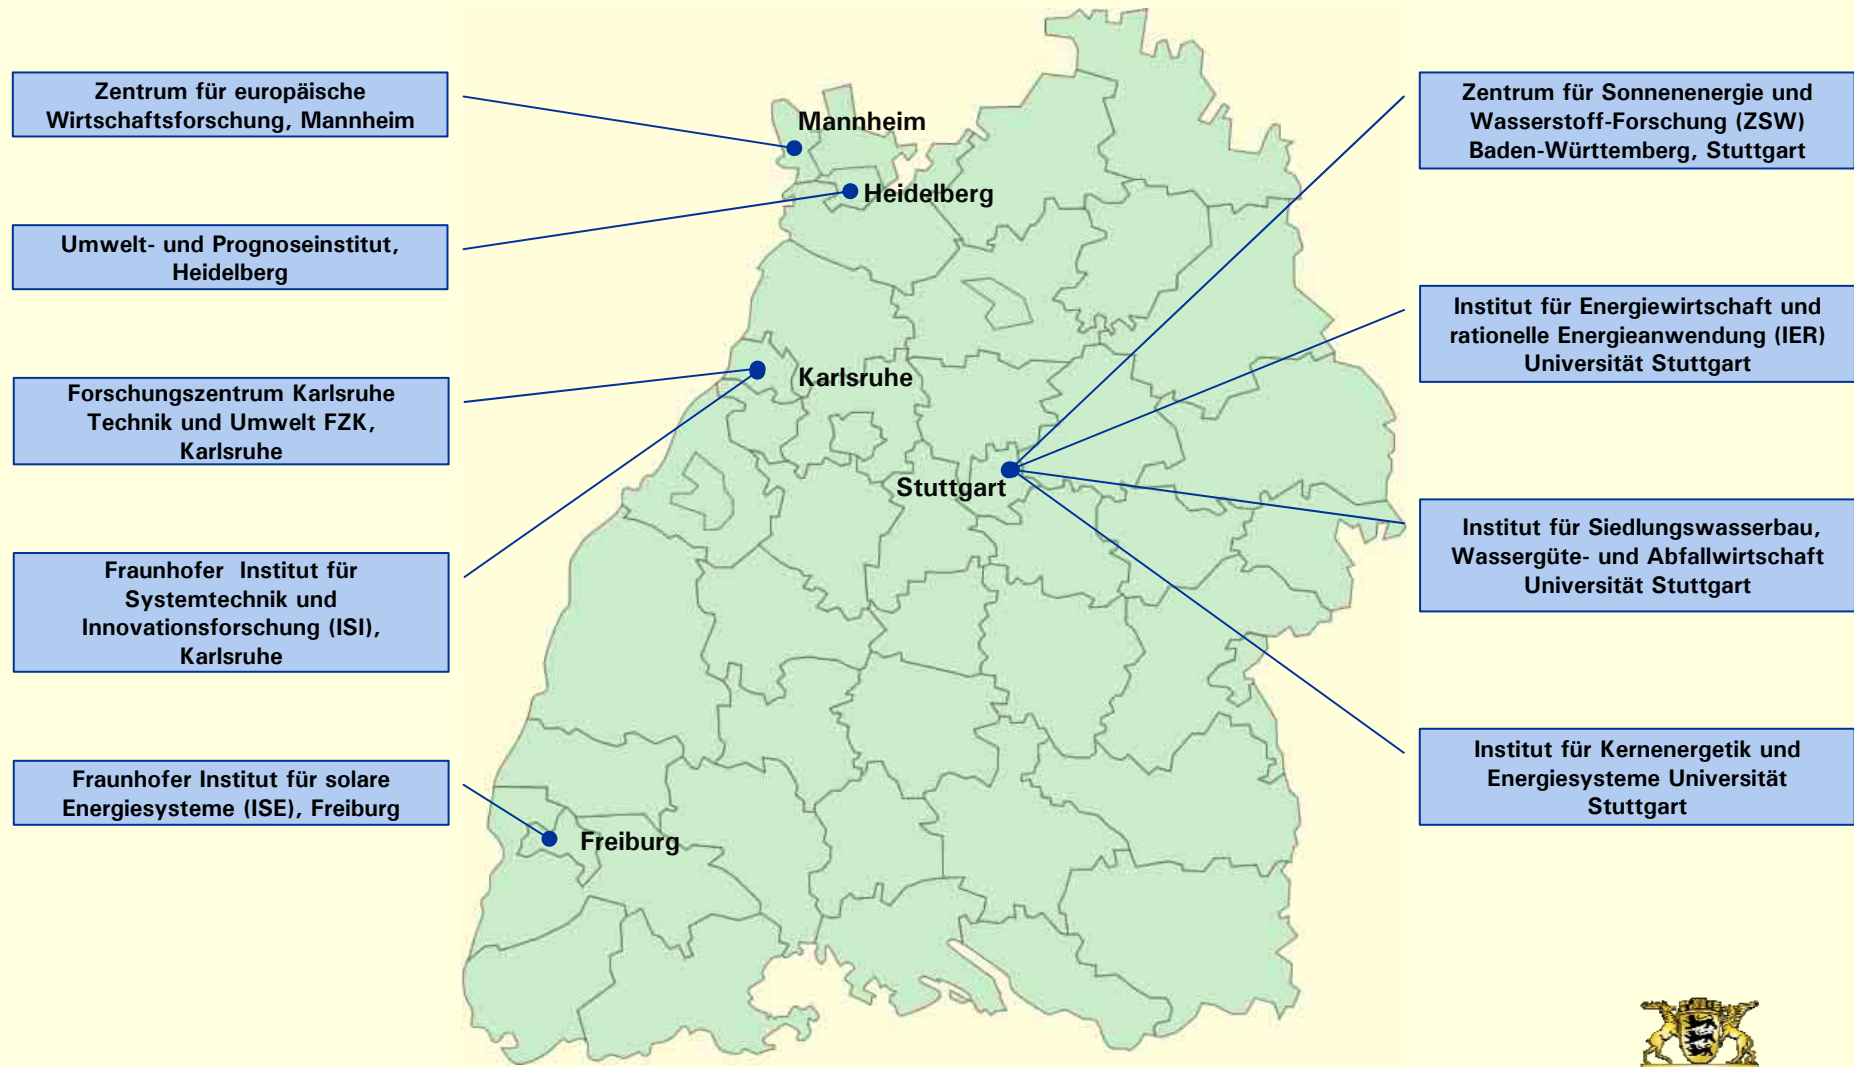 Zentrum für europäische
Wirtschaftsforschung, Mannheim
Umwelt- und Prognoseinstitut,
Heidelberg
Forschungszentrum Karlsruhe
Technik und Umwelt FZK,
Karlsruhe
Fraunhofer Institut für
Systemtechnik und
Innovationsforschung (ISI),
Karlsruhe
Fraunhofer Institut für solare
Energiesysteme (ISE), Freiburg
Mannheim
Heidelberg
Karlsruhe
Stuttgart
Freiburg
Zentrum für Sonnenenergie und
Wasserstoff-Forschung (ZSW)
Baden-Württemberg, Stuttgart
Institut für Energiewirtschaft und
rationelle Energieanwendung (IER)
Universität Stuttgart
Institut für Siedlungswasserbau,
Wassergüte- und Abfallwirtschaft
Universität Stuttgart
Institut für Kernenergetik und
Energiesysteme Universität
Stuttgart